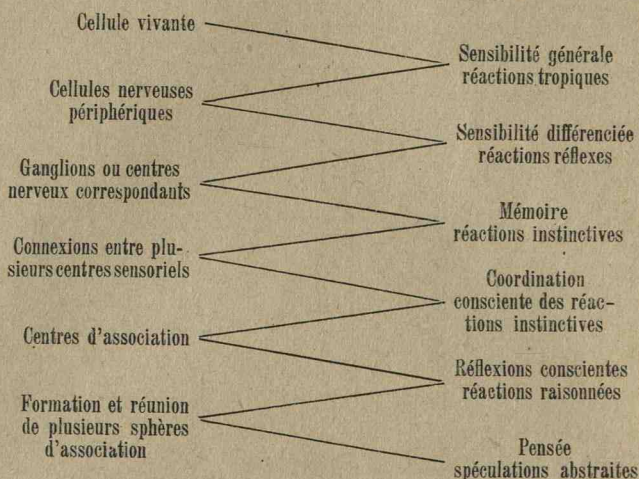 Cellule vivante
Sensibilité générale
réactions tropiques
Cellules nerveuses
périphériques
Sensibilité différenciée
réactions réflexes
Ganglions ou centres
nerveux correspondants
Mémoire
réactions instinctives
Connexions entre plu-
sieurs centres sensoriels
Coordination
consciente des réac-
tions instinctives
Centres d'association
Réflexions conscientes
réactions raisonnées
Formation et réunion
de plusieurs sphères
d'association
Pensée
spéculations abstraites